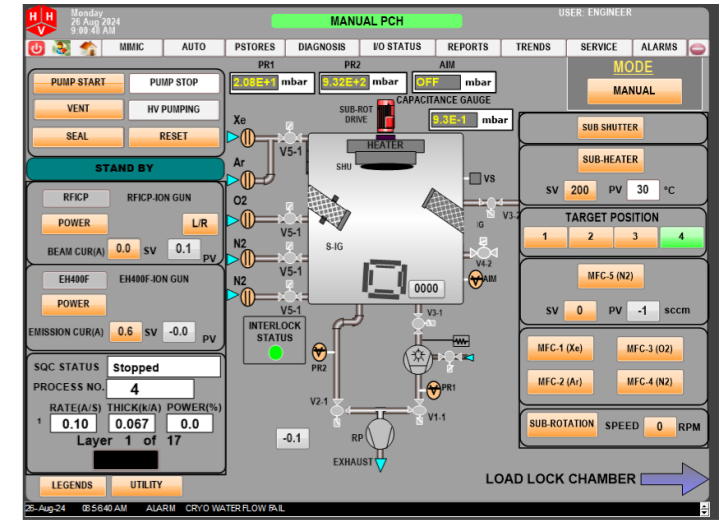 H H
V
Monday
26 Aug 2024
9:00:48 AM
MANUAL PCH
USER: ENGINEER
MIMIC AUTO PSTORES DIAGNOSIS I/O STATUS REPORTS TRENDS SERVICE ALARMS
PUMP START PUMP STOP
VENT HV PUMPING
SEAL RESET
STAND BY
RFICP RFICP-ION GUN
POWER L/R
BEAM CUR(A) 0.0 SV 0.1 PV
EH400F EH400F-ION GUN
POWER
EMISSION CUR(A) 0.6 SV -0.0 PV
SQC STATUS Stopped
PROCESS NO. 4
RATE(A/S) THICK(k/A) POWER(%)
1 0.10 0.067 0.0
Layer 1 of 17
LEGENDS UTILITY
PR1 PR2 AIM
2.08E+1 mbar 9.32E+2 mbar OFF mbar
CAPACITANCE GAUGE
9.3E-1 mbar
SUB-ROT
DRIVE
HEATER
SHU
Xe
V5-1
Ar
O2
V5-1
N2
V5-1
N2
V5-1
S-IG
VS
IG
V3-2
V4-2
AIM
0000
V3-1
INTERLOCK
STATUS
PR2
PR1
V2-1
V1-1
-0.1
RP
EXHAUST
MODE
MANUAL
SUB SHUTTER
SUB-HEATER
SV 200 PV 30 °C
TARGET POSITION
1 2 3 4
MFC-5 (N2)
SV 0 PV -1 sccm
MFC-1 (Xe) MFC-3 (O2)
MFC-2 (Ar) MFC-4 (N2)
SUB-ROTATION SPEED 0 RPM
LOAD LOCK CHAMBER
26-Aug-24 08:56:40 AM ALARM CRYO WATER FLOW FAIL